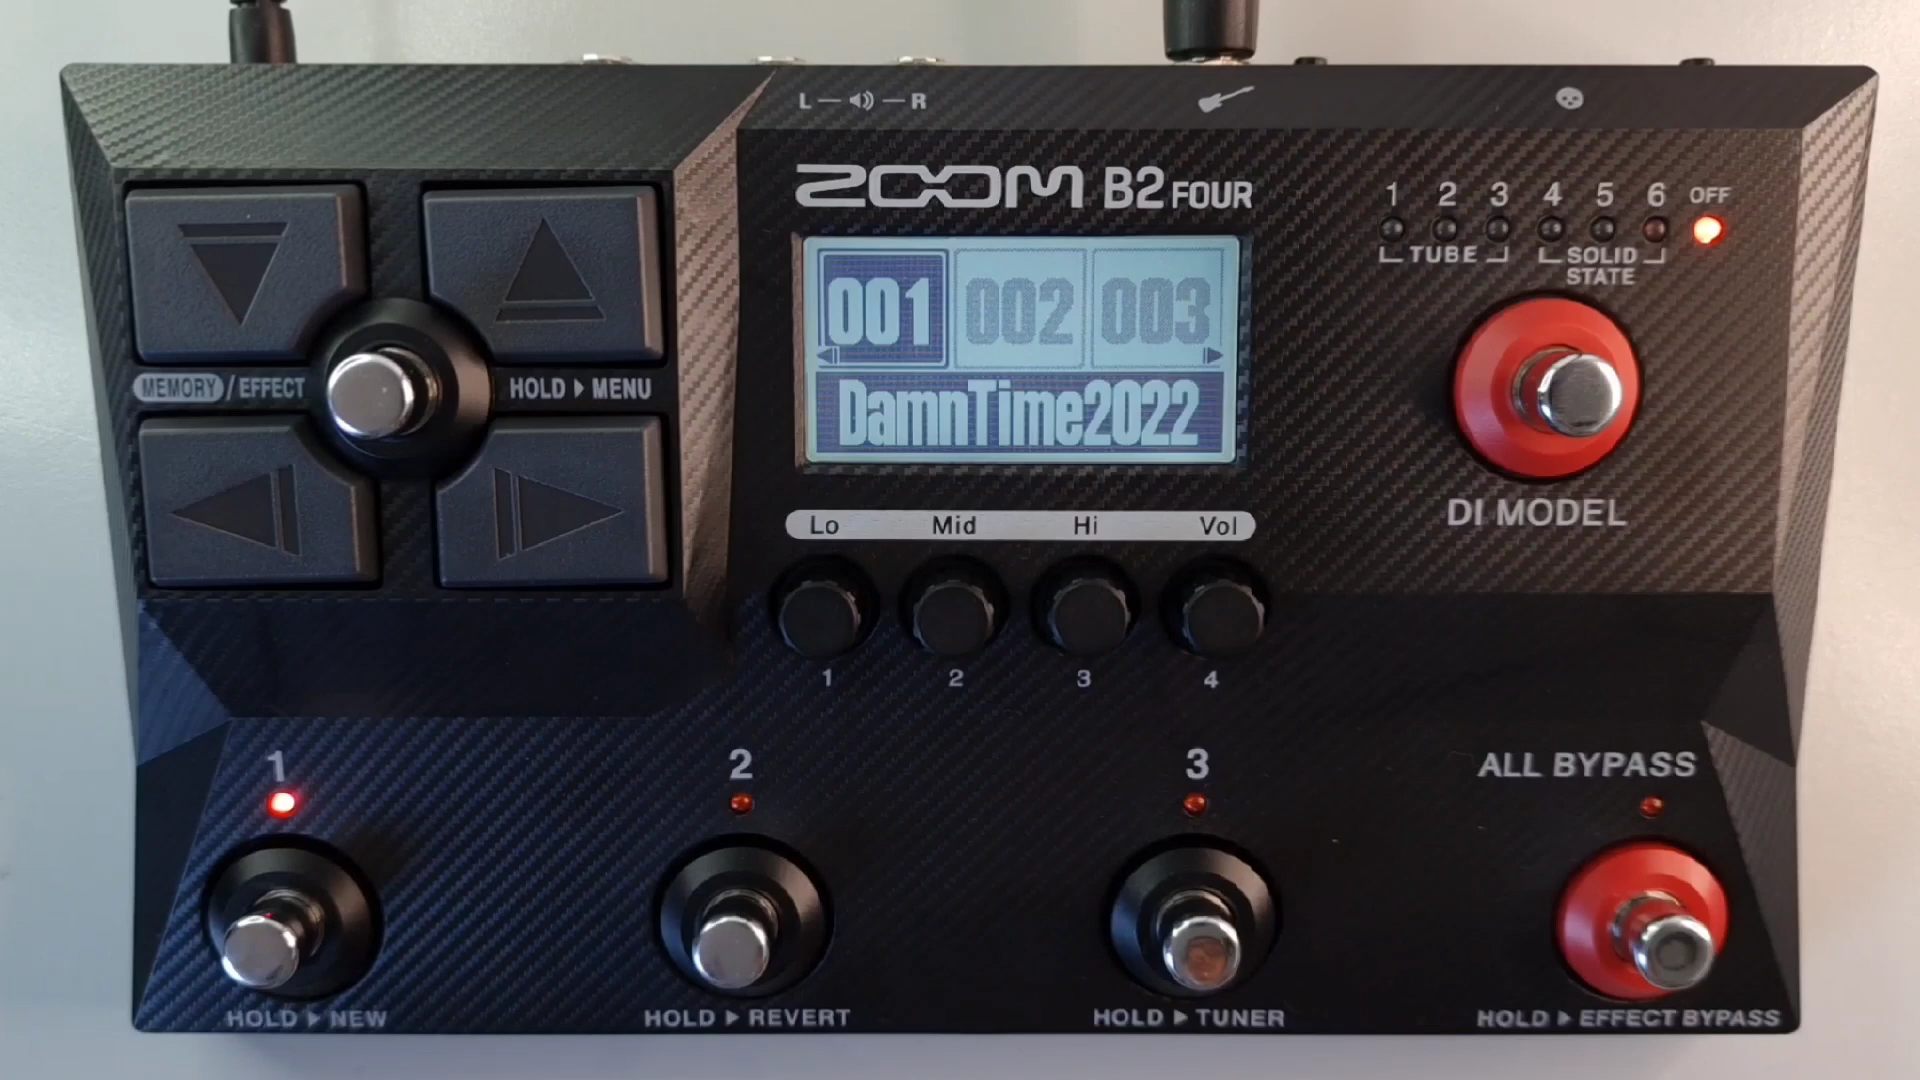 L R
ZOOM B2 FOUR
1 2 3 4 5 6 OFF
TUBE SOLID STATE
001 002 003
DamnTime2022
MEMORY / EFFECT HOLD ▶ MENU
DI MODEL
Lo Mid Hi Vol
1 2 3 4
1 2 3 ALL BYPASS
HOLD ▶ NEW HOLD ▶ REVERT HOLD ▶ TUNER HOLD ▶ EFFECT BYPASS